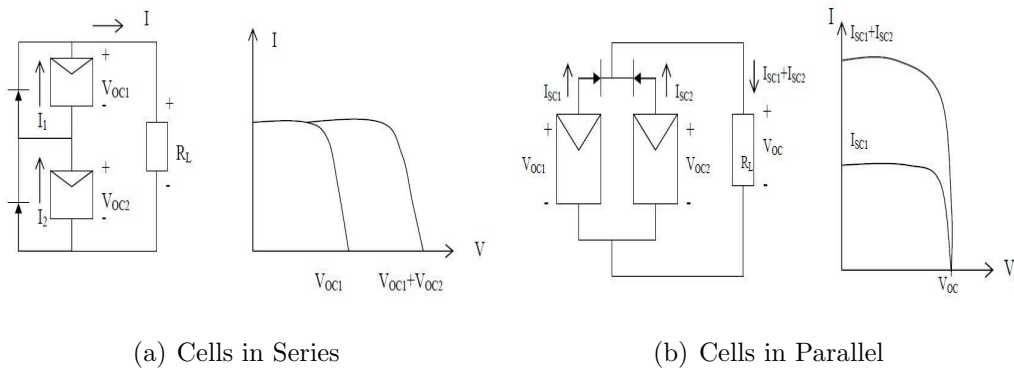 I
+
V_OC1
-
I_1
+
R_L
-
+
V_OC2
-
I_2
I
V
V_OC1
V_OC1+V_OC2
I_SC1
I_SC2
I_SC1+I_SC2
+
V_OC1
-
+
V_OC2
-
R_L
+
V_OC
-
I
I_SC1+I_SC2
I_SC1
V
V_OC
(a) Cells in Series
(b) Cells in Parallel